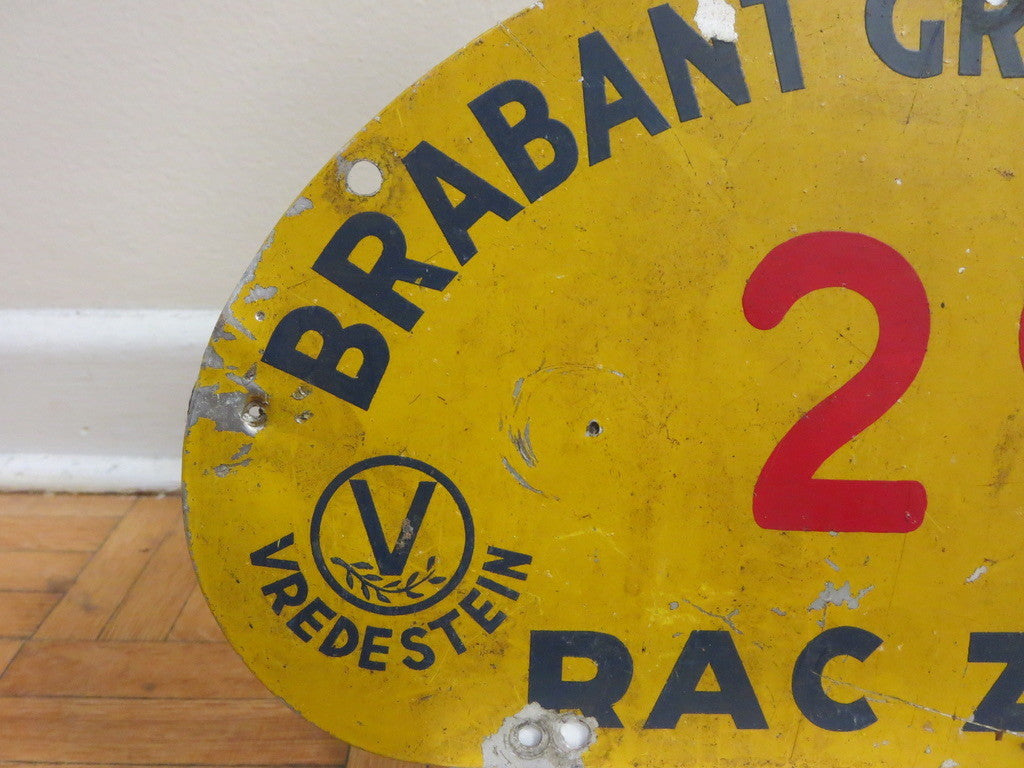 BRABANT GR
2
V
VREDESTEIN
RAC Z